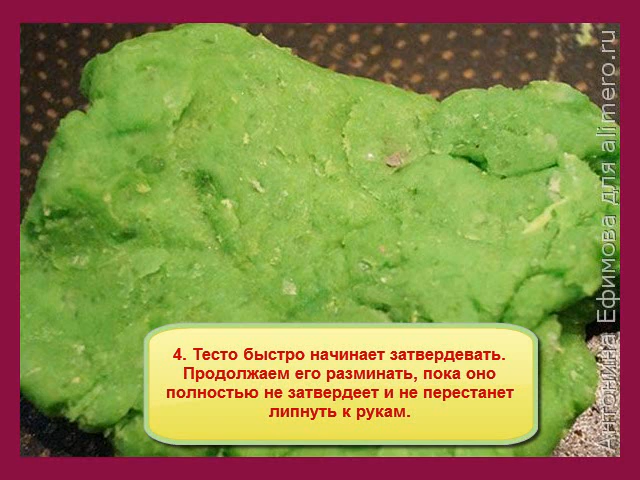 4. Тесто быстро начинает затвердевать.
Продолжаем его разминать, пока оно
полностью не затвердеет и не перестанет
липнуть к рукам.
Антонина Ефимова для alimero.ru